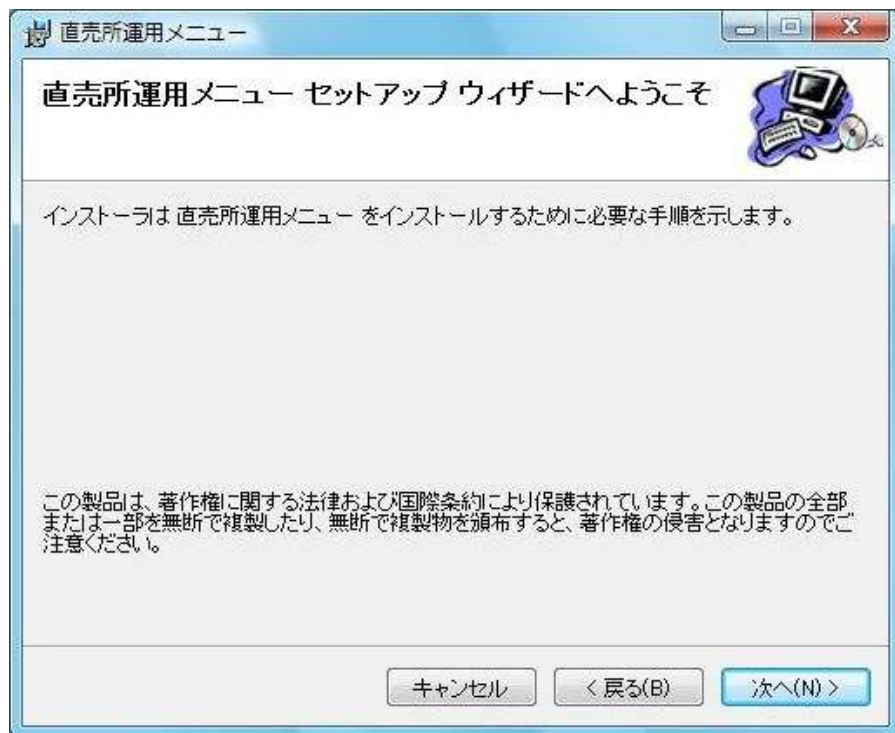 直売所運用メニュー
直売所運用メニュー セットアップ ウィザードへようこそ
インストーラは 直売所運用メニュー をインストールするために必要な手順を示します。
この製品は、著作権に関する法律および国際条約により保護されています。この製品の全部
または一部を無断で複製したり、無断で複製物を頒布すると、著作権の侵害となりますのでご
注意ください。
キャンセル
< 戻る(B)
次へ(N) >